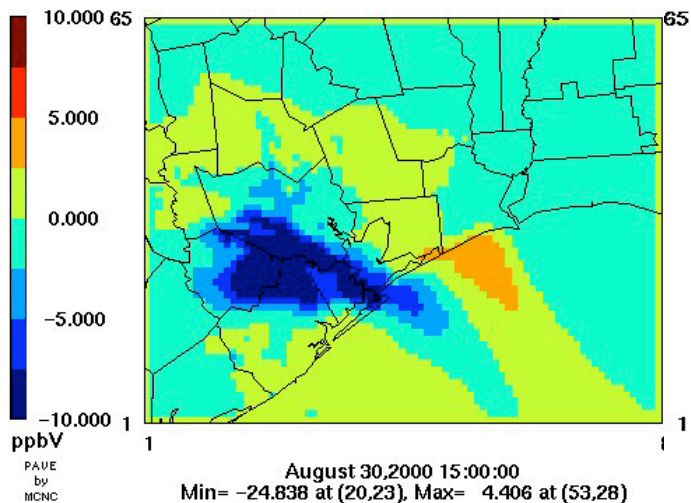 10.000
5.000
0.000
−5.000
−10.000
ppbV
PAVE
by
MCNC
65
65
1
1
1
8
August 30,2000 15:00:00
Min= −24.838 at (20,23), Max= 4.406 at (53,28)